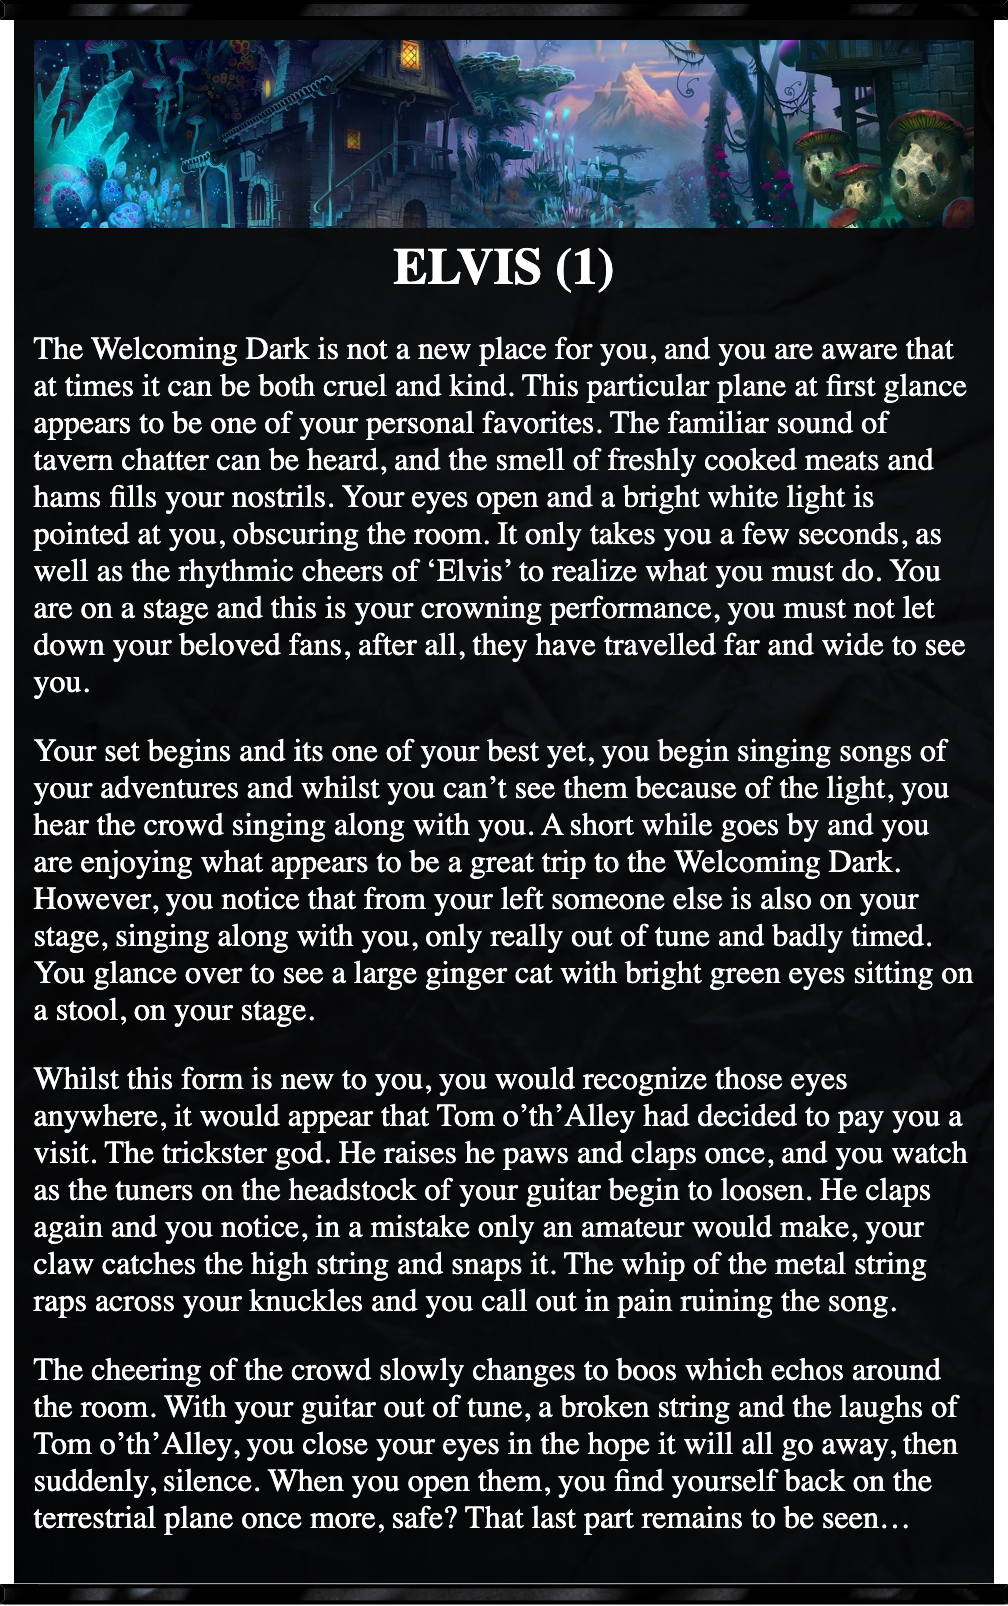 ELVIS (1)
The Welcoming Dark is not a new place for you, and you are aware that
at times it can be both cruel and kind. This particular plane at first glance
appears to be one of your personal favorites. The familiar sound of
tavern chatter can be heard, and the smell of freshly cooked meats and
hams fills your nostrils. Your eyes open and a bright white light is
pointed at you, obscuring the room. It only takes you a few seconds, as
well as the rhythmic cheers of ‘Elvis’ to realize what you must do. You
are on a stage and this is your crowning performance, you must not let
down your beloved fans, after all, they have travelled far and wide to see
you.
Your set begins and its one of your best yet, you begin singing songs of
your adventures and whilst you can’t see them because of the light, you
hear the crowd singing along with you. A short while goes by and you
are enjoying what appears to be a great trip to the Welcoming Dark.
However, you notice that from your left someone else is also on your
stage, singing along with you, only really out of tune and badly timed.
You glance over to see a large ginger cat with bright green eyes sitting on
a stool, on your stage.
Whilst this form is new to you, you would recognize those eyes
anywhere, it would appear that Tom o’th’Alley had decided to pay you a
visit. The trickster god. He raises he paws and claps once, and you watch
as the tuners on the headstock of your guitar begin to loosen. He claps
again and you notice, in a mistake only an amateur would make, your
claw catches the high string and snaps it. The whip of the metal string
raps across your knuckles and you call out in pain ruining the song.
The cheering of the crowd slowly changes to boos which echos around
the room. With your guitar out of tune, a broken string and the laughs of
Tom o’th’Alley, you close your eyes in the hope it will all go away, then
suddenly, silence. When you open them, you find yourself back on the
terrestrial plane once more, safe? That last part remains to be seen…